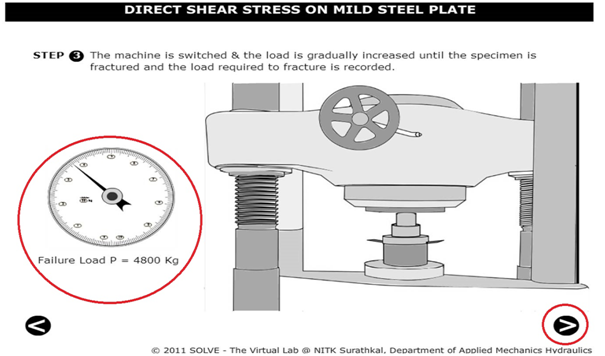 DIRECT SHEAR STRESS ON MILD STEEL PLATE
STEP 3 The machine is switched & the load is gradually increased until the specimen is
fractured and the load required to fracture is recorded.
Failure Load P = 4800 Kg
© 2011 SOLVE - The Virtual Lab @ NITK Surathkal, Department of Applied Mechanics Hydraulics